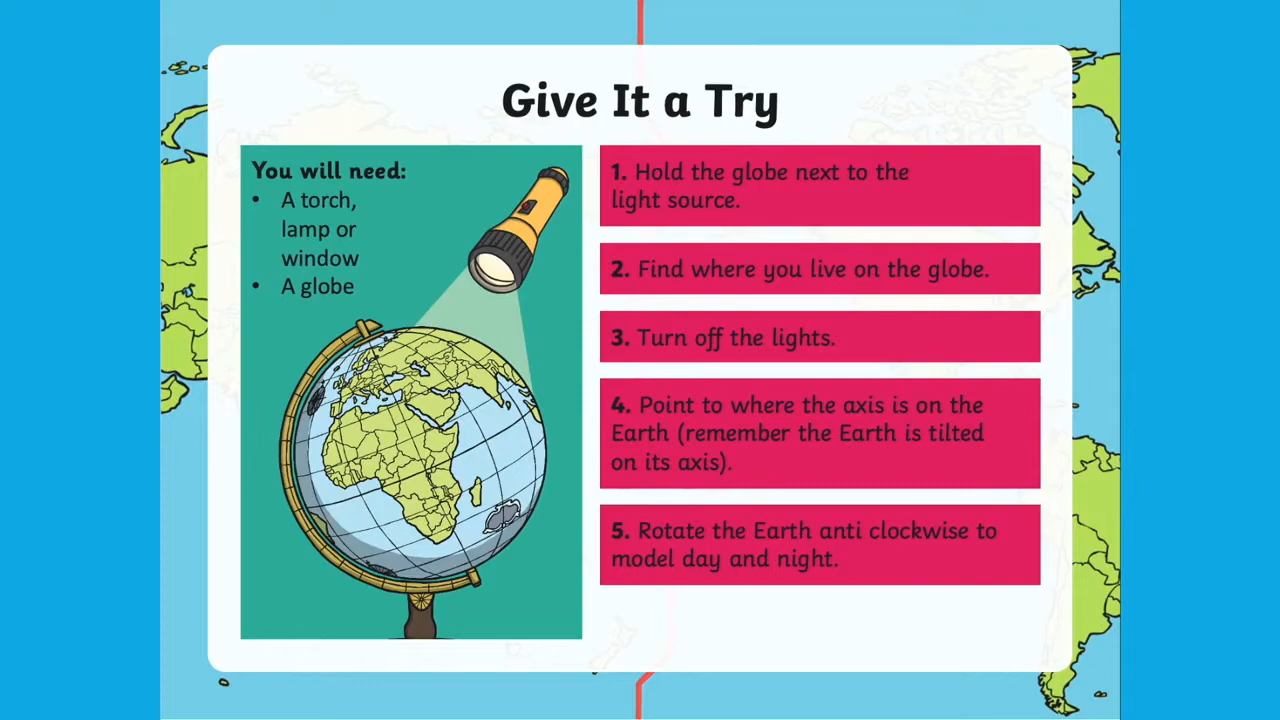 Give It a Try
You will need:
• A torch,
lamp or
window
• A globe
1. Hold the globe next to the
light source.
2. Find where you live on the globe.
3. Turn off the lights.
4. Point to where the axis is on the
Earth (remember the Earth is tilted
on its axis).
5. Rotate the Earth anti clockwise to
model day and night.